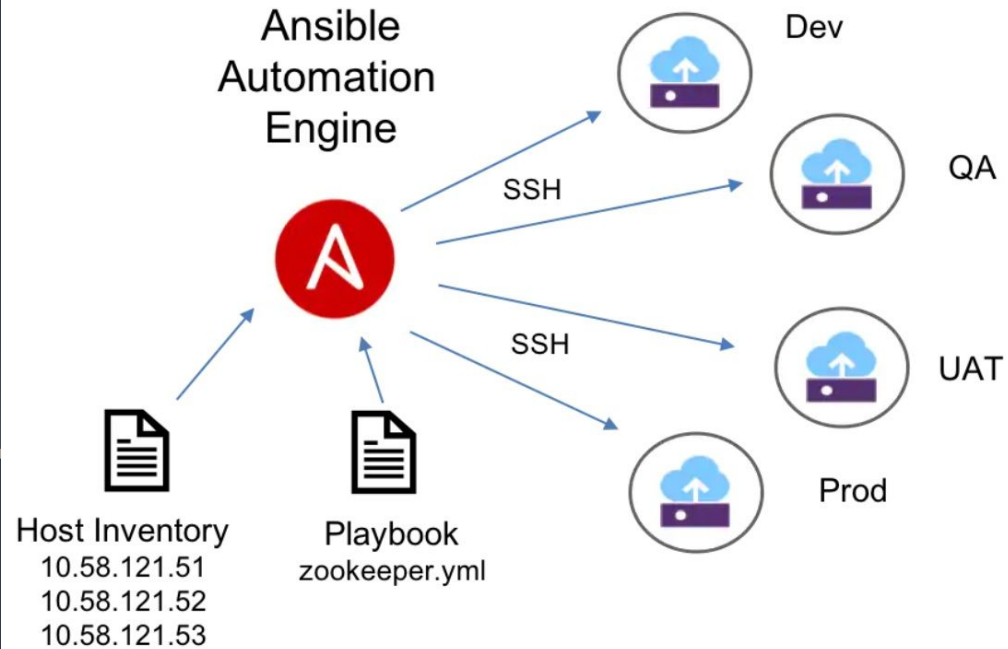 Ansible
Automation
Engine
Dev
SSH
QA
SSH
UAT
Prod
Host Inventory
10.58.121.51
10.58.121.52
10.58.121.53
Playbook
zookeeper.yml